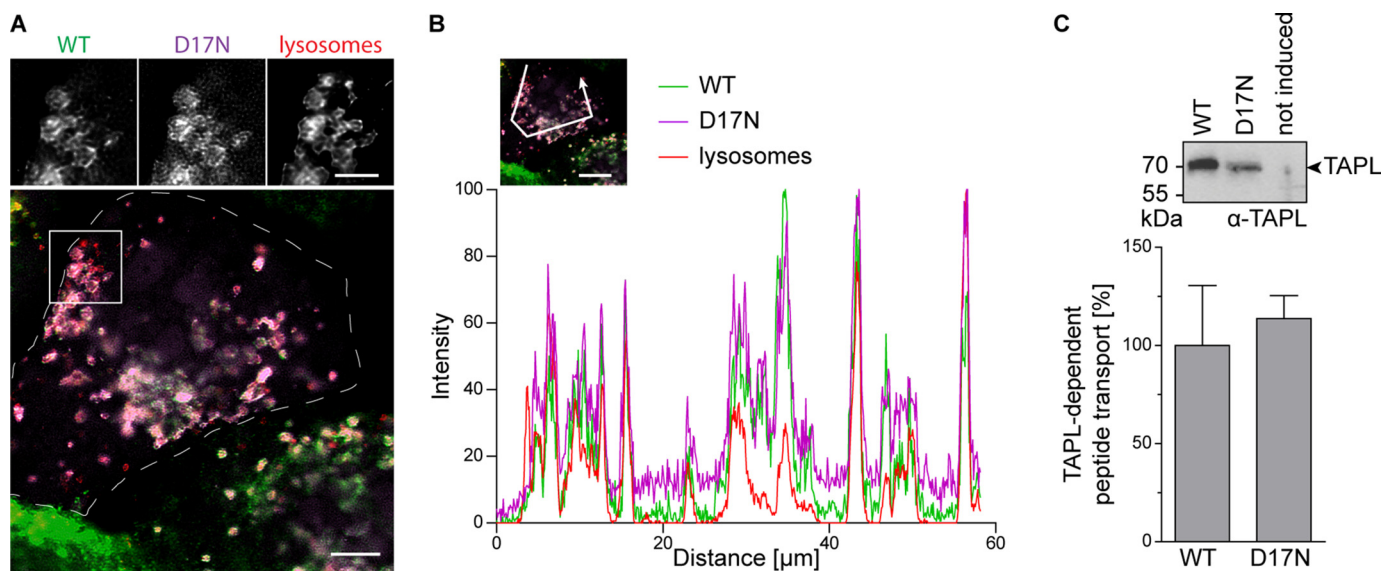 A
WT
D17N
lysosomes
B
WT
D17N
lysosomes
100
80
60
40
20
0
Intensity
0
20
40
60
Distance [µm]
C
WT
D17N
not induced
70
55
kDa
TAPL
α-TAPL
150
100
50
0
TAPL-dependent
peptide transport [%]
WT
D17N